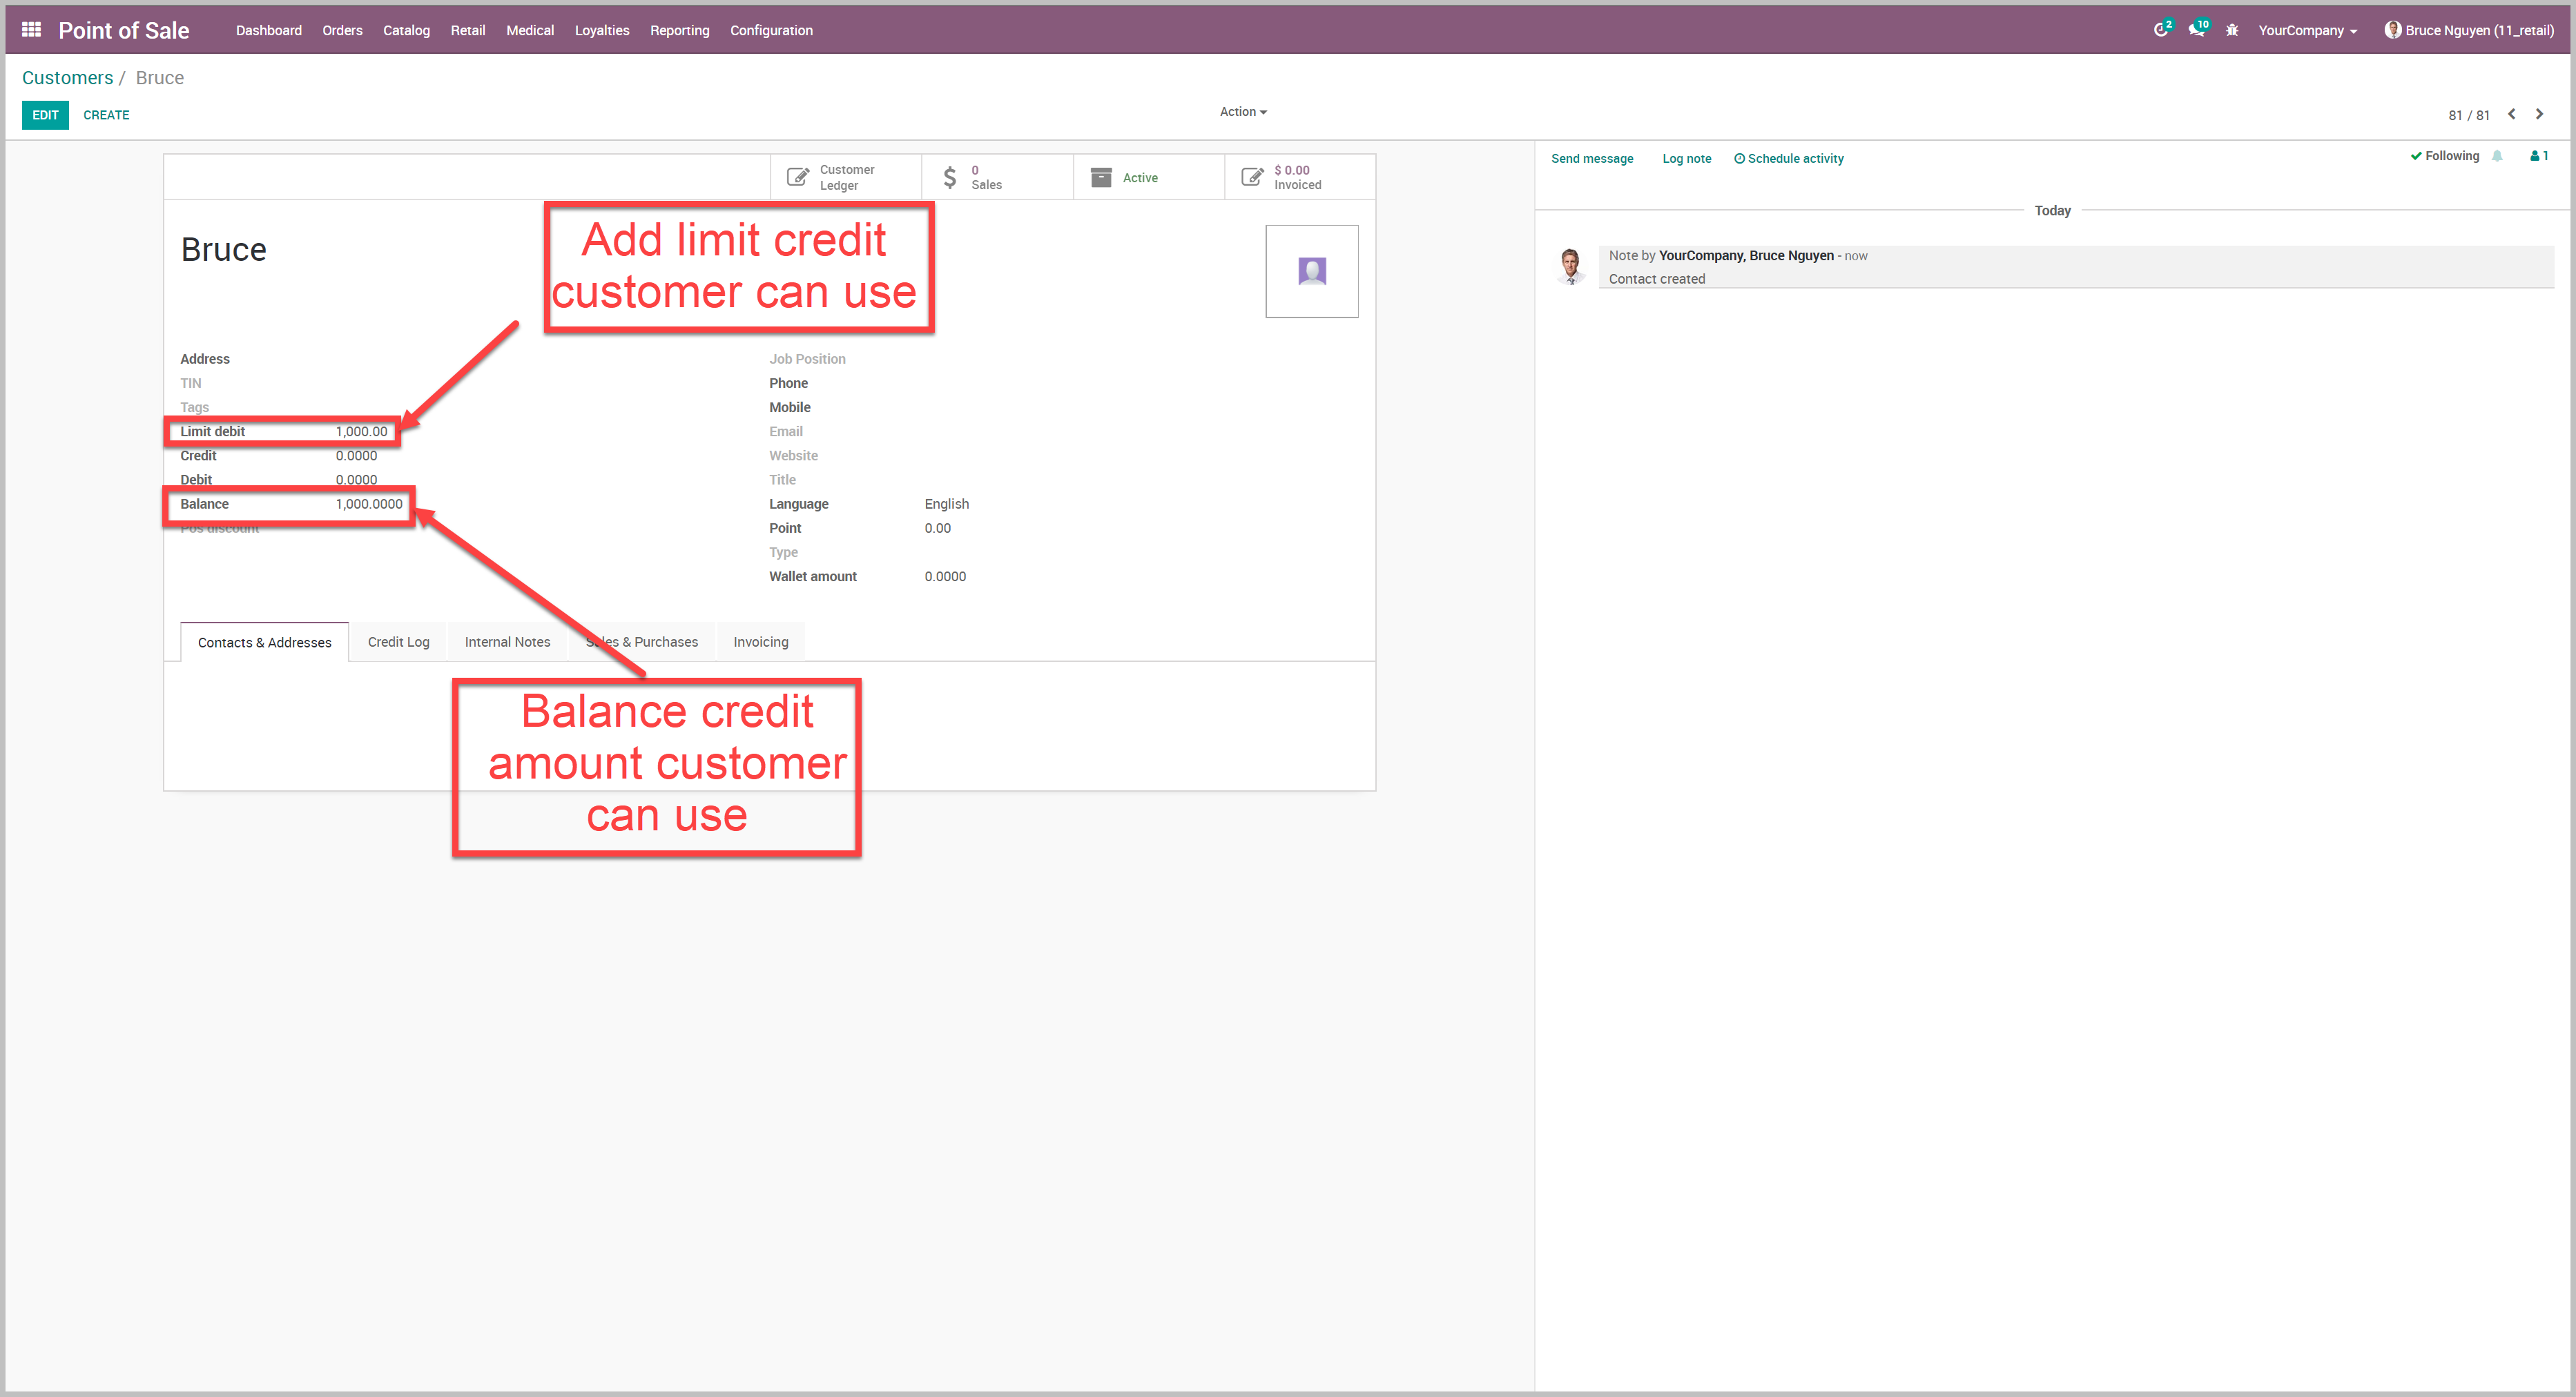 Point of Sale Dashboard Orders Catalog Retail Medical Loyalties Reporting Configuration 2 10 YourCompany Bruce Nguyen (11_retail)
Customers / Bruce
EDIT CREATE Action 81 / 81
Customer Ledger
0 Sales
Active
$ 0.00 Invoiced
Send message Log note Schedule activity Following 1
Today
Note by YourCompany, Bruce Nguyen - now
Contact created
Add limit credit
customer can use
Bruce
Address
TIN
Tags
Limit debit 1,000.00
Credit 0.0000
Debit 0.0000
Balance 1,000.0000
Pos discount
Job Position
Phone
Mobile
Email
Website
Title
Language English
Point 0.00
Type
Wallet amount 0.0000
Contacts & Addresses Credit Log Internal Notes Sales & Purchases Invoicing
Balance credit
amount customer
can use